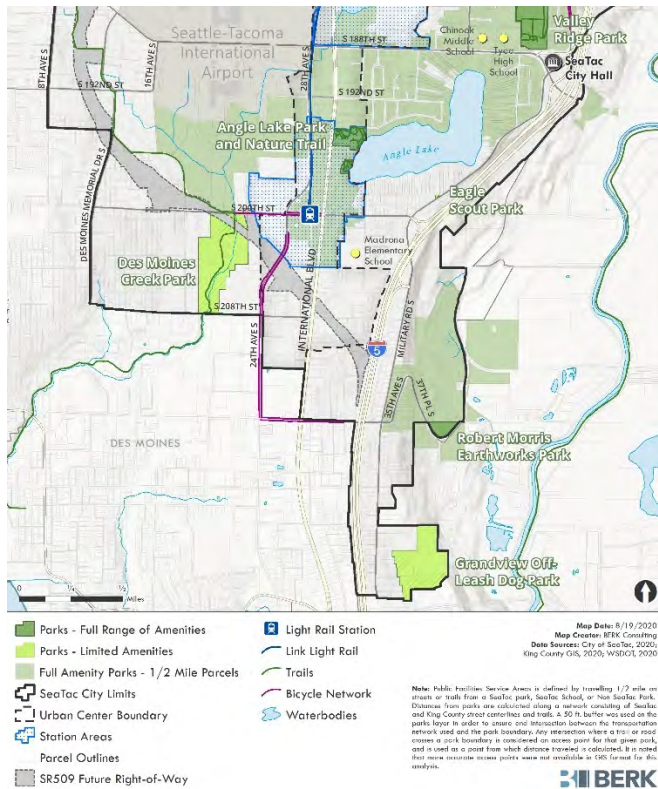 Valley
Ridge Park
Chinook
Middle
School
Tyee
High
School
SeaTac
City Hall
Seattle-Tacoma
International
Airport
8TH AVE S
16TH AVE S
28TH AVE S
S 188TH ST
S 192ND ST
S 192ND ST
Angle Lake Park
and Nature Trail
Angle Lake
Eagle
Scout Park
DES MOINES MEMORIAL DR S
S 200TH ST
Madrona
Elementary
School
Des Moines
Creek Park
S 208TH ST
INTERNATIONAL BLVD
24TH AVE S
5
MILITARY RD S
35TH AVE S
37TH PL S
DES MOINES
Robert Morris
Earthworks Park
Grandview Off-
Leash Dog Park
0 1/4 1/2
Miles
Parks - Full Range of Amenities
Parks - Limited Amenities
Full Amenity Parks - 1/2 Mile Parcels
SeaTac City Limits
Urban Center Boundary
Station Areas
Parcel Outlines
SR509 Future Right-of-Way
Light Rail Station
Link Light Rail
Trails
Bicycle Network
Waterbodies
Map Date: 8/19/2020
Map Creator: BERK Consulting
Data Sources: City of SeaTac, 2020;
King County GIS, 2020; WSDOT, 2020
Note: Public Facilities Service Areas is defined by travelling 1/2 mile on
streets or trails from a SeaTac park, SeaTac School, or Non SeaTac Park.
Distances from parks are calculated along a network consisting of SeaTac
and King County street centerlines and trails. A 50 ft. buffer was used on the
parks layer in order to ensure and intersection between the transportation
network used and the park boundary. Any intersection where a trail or road
crosses a park boundary is considered an access point for that given park,
and is used as a point from which distance traveled is calculated. It is noted
that more accurate access points were not available in GIS format for this
analysis.
BERK